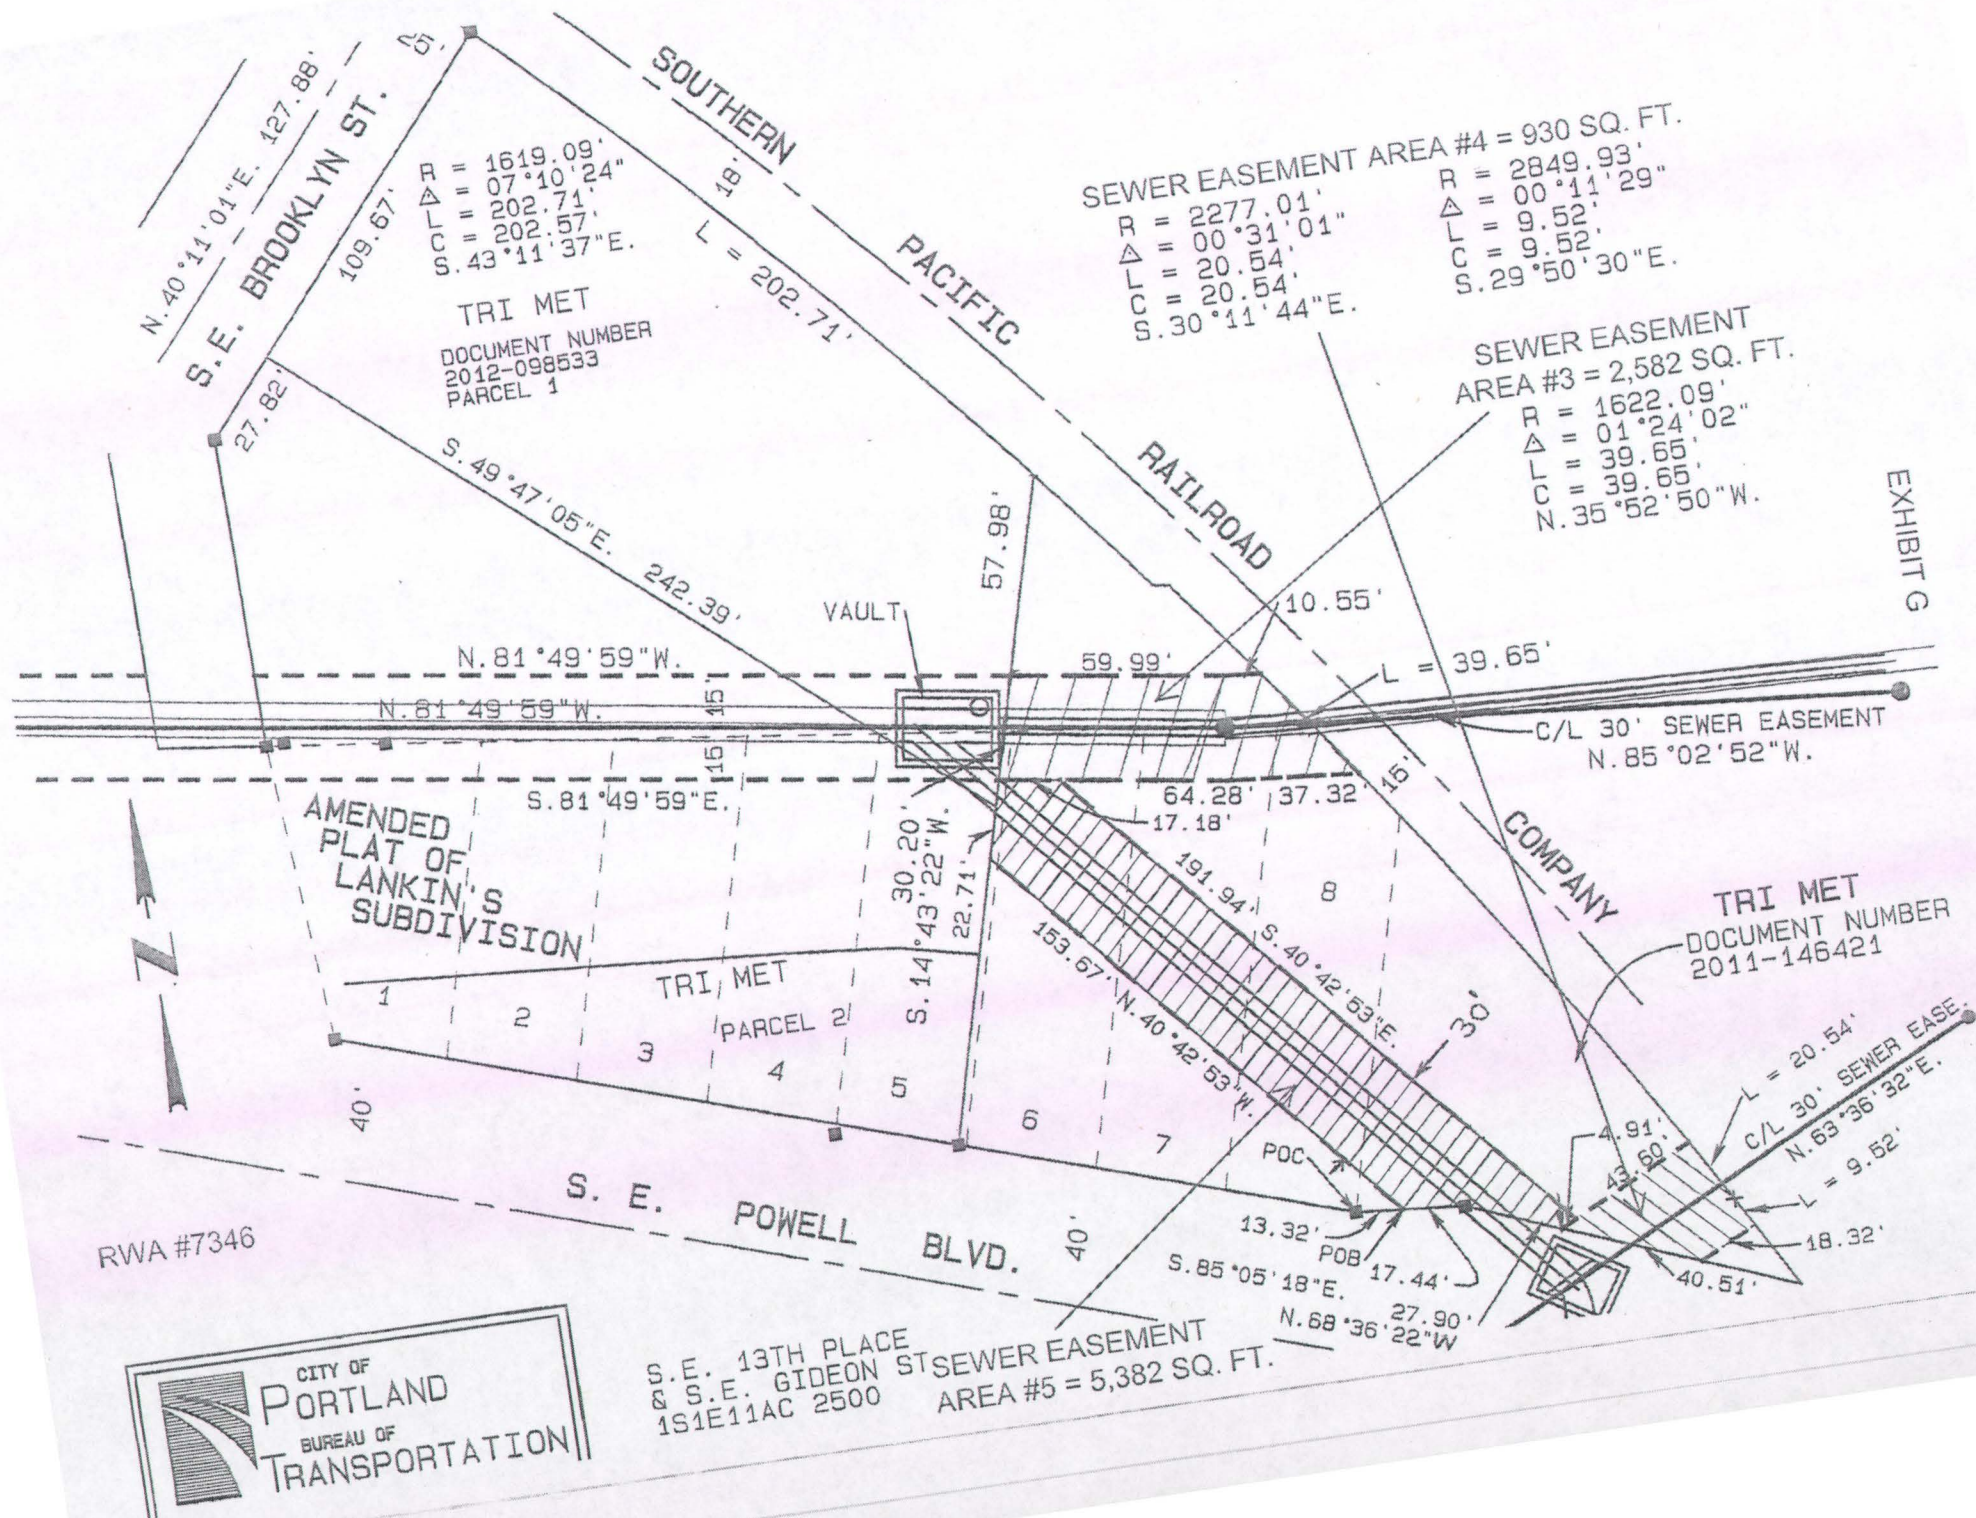 25'
N.40°11'01"E. 127.88'
S.E. BROOKLYN ST.
109.67'
27.82'
R = 1619.09'
Δ = 07°10'24"
L = 202.71'
C = 202.57'
S.43°11'37"E.
TRI MET
DOCUMENT NUMBER
2012-098533
PARCEL 1
SOUTHERN PACIFIC RAILROAD COMPANY
18'
L = 202.71'
SEWER EASEMENT AREA #4 = 930 SQ. FT.
R = 2277.01'
Δ = 00°31'01"
L = 20.54'
C = 20.54'
S.30°11'44"E.
R = 2849.93'
Δ = 00°11'29"
L = 9.52'
C = 9.52'
S.29°50'30"E.
SEWER EASEMENT
AREA #3 = 2,582 SQ. FT.
R = 1622.09'
Δ = 01°24'02"
L = 39.65'
C = 39.65'
N.35°52'50"W.
EXHIBIT G
S.49°47'05"E. 242.39'
57.98'
VAULT
10.55'
N.81°49'59"W.
59.99'
L = 39.65'
N.81°49'59"W.
15'
15'
C/L 30' SEWER EASEMENT
N.85°02'52"W.
S.81°49'59"E.
64.28'
37.32'
15'
17.18'
AMENDED
PLAT OF
LANKIN'S
SUBDIVISION
30.20'
S.14°43'22"W.
22.71'
191.94' S.40°42'53"E.
153.67' N.40°42'53"W.
30'
8
TRI MET
DOCUMENT NUMBER
2011-146421
TRI MET
PARCEL 2
1
2
3
4
5
6
7
N
40'
S. E. POWELL BLVD.
40'
POC
13.32'
POB
17.44'
S.85°05'18"E.
27.90'
N.68°36'22"W
4.91'
43.60'
L = 20.54'
C/L 30' SEWER EASE.
N.63°36'32"E.
L = 9.52'
18.32'
40.51'
RWA #7346
CITY OF
PORTLAND
BUREAU OF
TRANSPORTATION
S.E. 13TH PLACE
& S.E. GIDEON ST
1S1E11AC 2500
SEWER EASEMENT
AREA #5 = 5,382 SQ. FT.